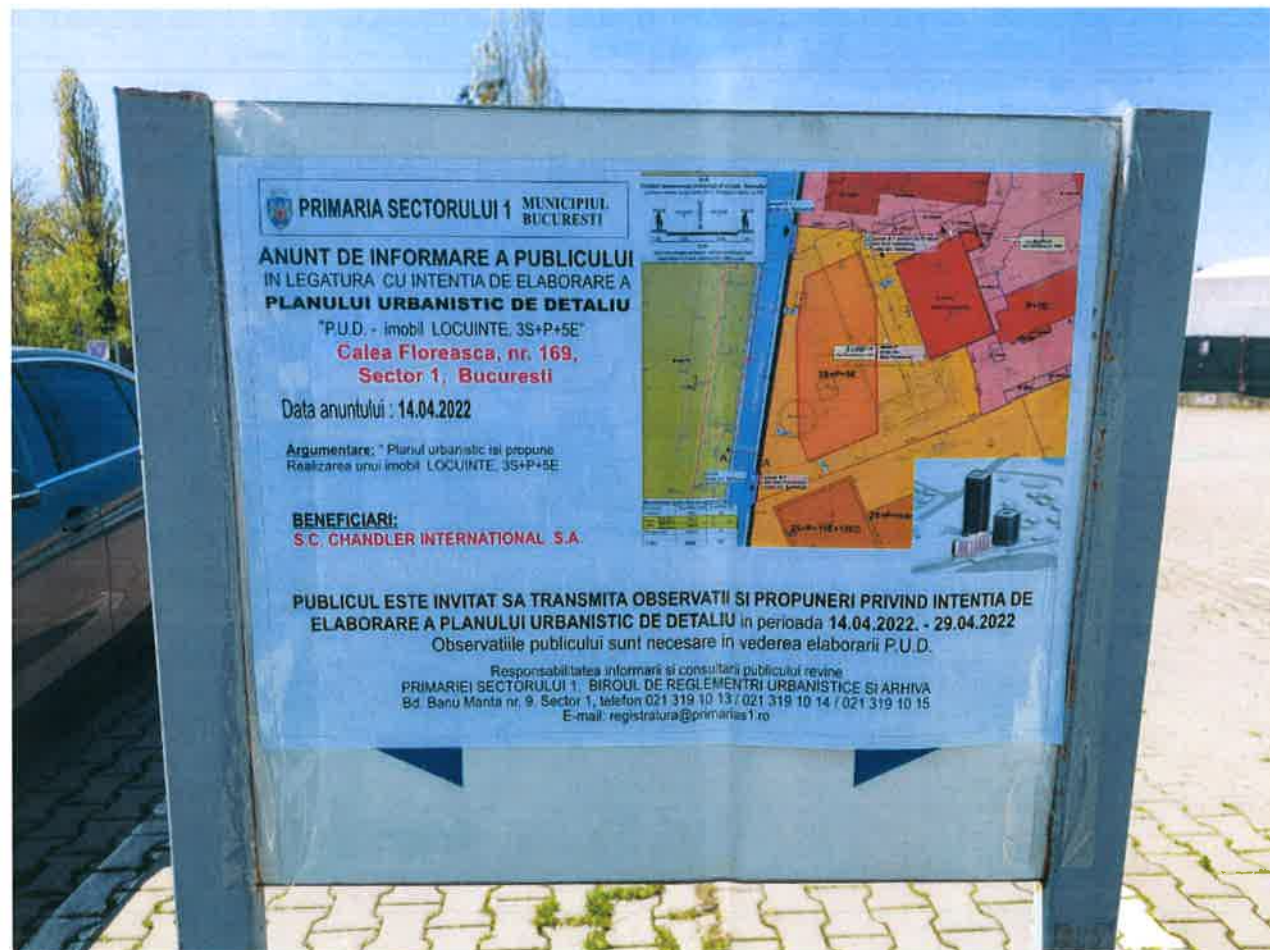 PRIMARIA SECTORULUI 1 MUNICIPIUL BUCURESTI
ANUNT DE INFORMARE A PUBLICULUI
IN LEGATURA CU INTENTIA DE ELABORARE A
PLANULUI URBANISTIC DE DETALIU
"P.U.D. - imobil LOCUINTE, 3S+P+5E"
Calea Floreasca, nr. 169,
Sector 1, Bucuresti
Data anuntului : 14.04.2022
Argumentare: " Planul urbanistic isi propune
Realizarea unui imobil LOCUINTE, 3S+P+5E
BENEFICIARI:
S.C. CHANDLER INTERNATIONAL S.A.
3S+P+5E
PUBLICUL ESTE INVITAT SA TRANSMITA OBSERVATII SI PROPUNERI PRIVIND INTENTIA DE
ELABORARE A PLANULUI URBANISTIC DE DETALIU in perioada 14.04.2022. - 29.04.2022
Observatiile publicului sunt necesare in vederea elaborarii P.U.D.
Responsabilitatea informarii si consultarii publicului revine
PRIMARIEI SECTORULUI 1, BIROUL DE REGLEMENTRI URBANISTICE SI ARHIVA
Bd. Banu Manta nr. 9, Sector 1, telefon 021 319 10 13 / 021 319 10 14 / 021 319 10 15
E-mail: registratura@primarias1.ro